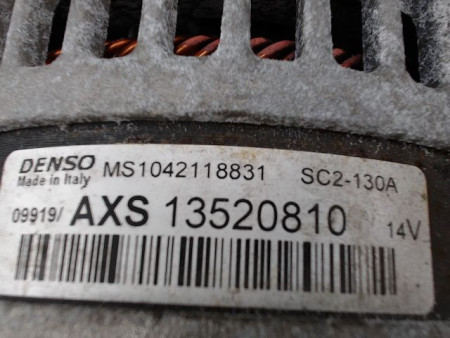 DENSO MS1042118831 SC2-130A
Made in Italy
09919/ AXS 13520810 14V